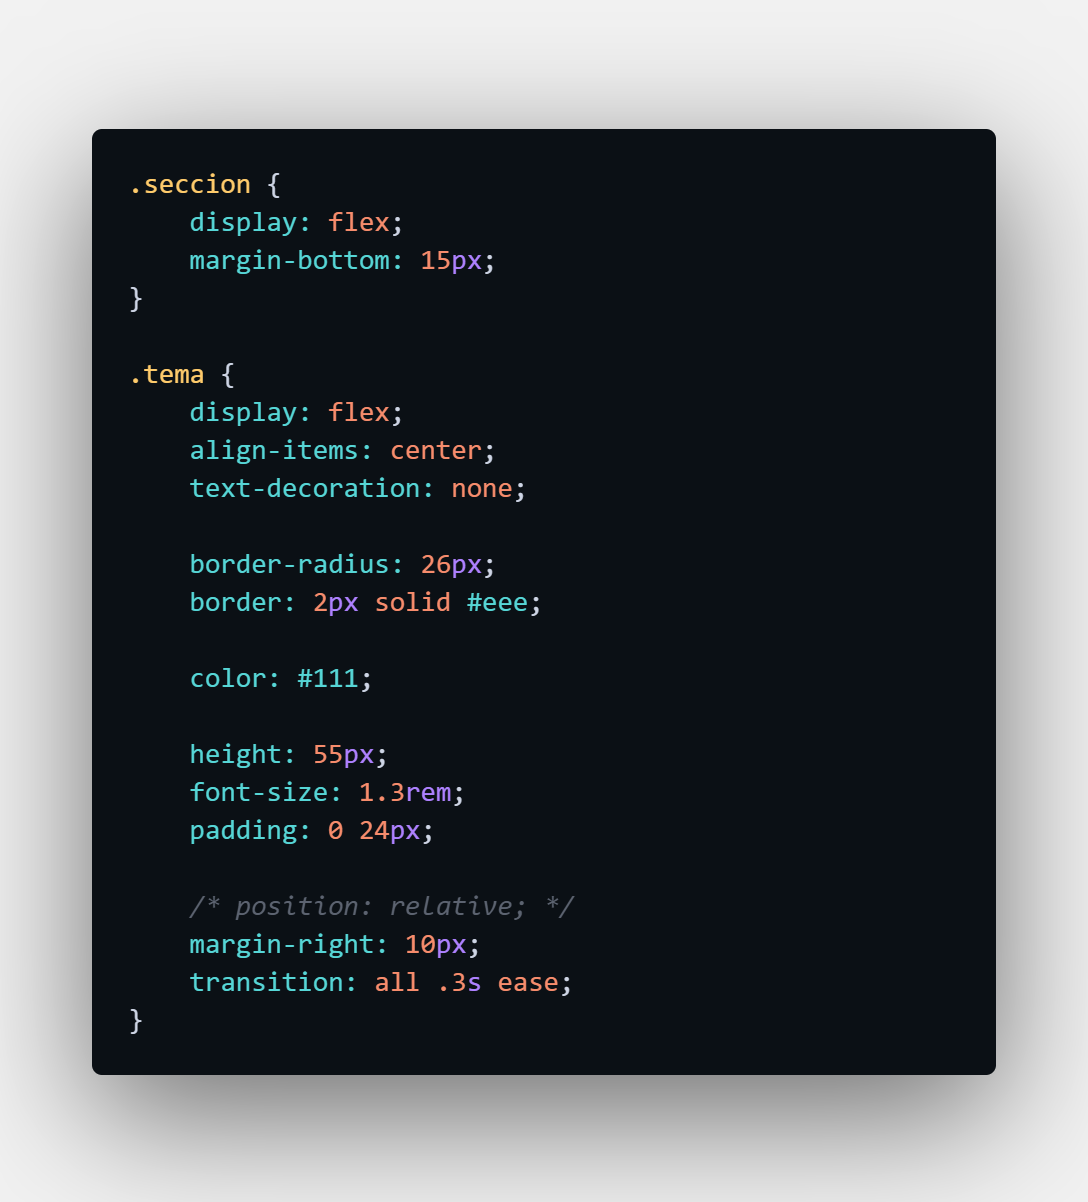 .seccion {
    display: flex;
    margin-bottom: 15px;
}

.tema {
    display: flex;
    align-items: center;
    text-decoration: none;

    border-radius: 26px;
    border: 2px solid #eee;

    color: #111;

    height: 55px;
    font-size: 1.3rem;
    padding: 0 24px;

    /* position: relative; */
    margin-right: 10px;
    transition: all .3s ease;
}